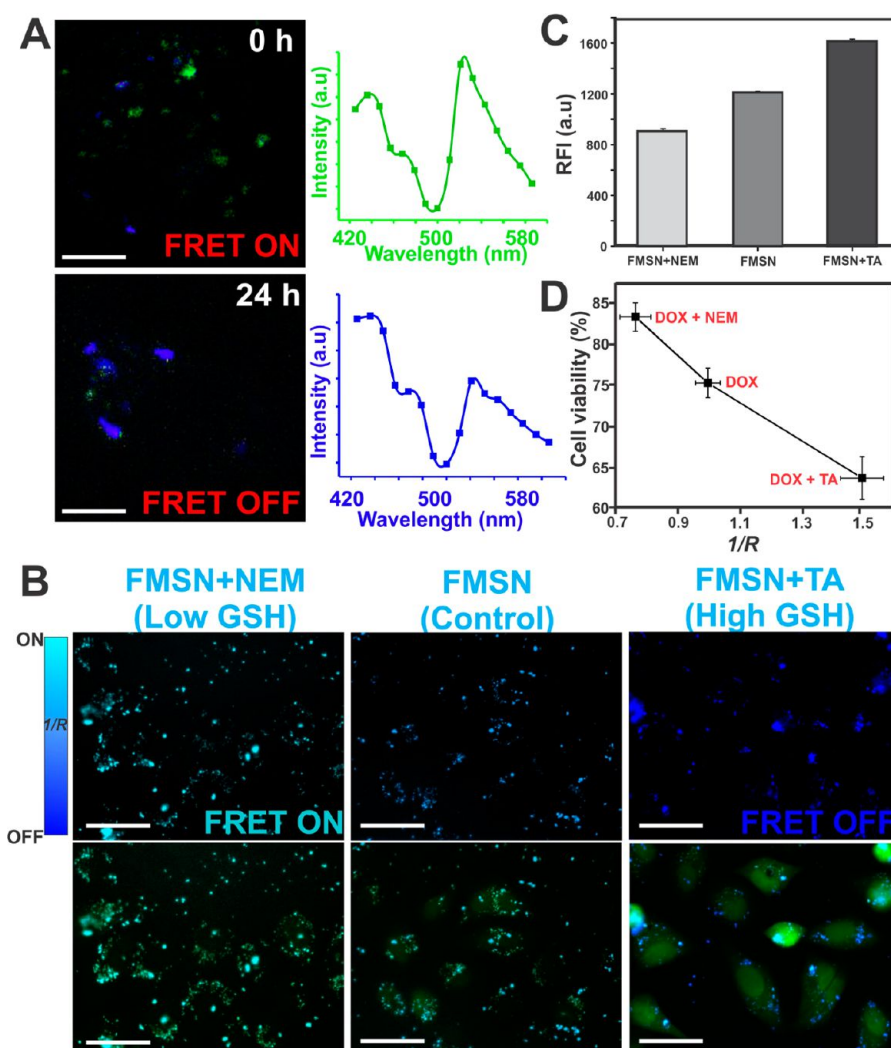 A
0 h
FRET ON
Intensity (a.u)
420 500 580
Wavelength (nm)
24 h
FRET OFF
Intensity (a.u)
420 500 580
Wavelength (nm)
C
RFI (a.u)
1600
1200
800
400
0
FMSN+NEM FMSN FMSN+TA
D
Cell viability (%)
85
80
75
70
65
60
DOX + NEM
DOX
DOX + TA
0.7 0.9 1.1 1.3 1.5
1/R
B
FMSN+NEM
(Low GSH)
FMSN
(Control)
FMSN+TA
(High GSH)
ON
1/R
OFF
FRET ON
FRET OFF